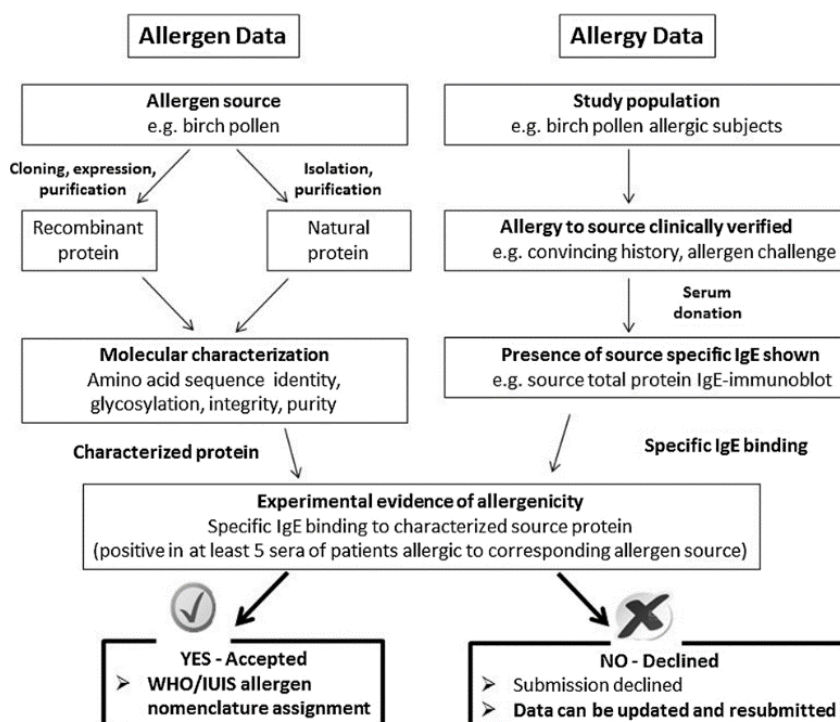 Allergen Data
Allergy Data
Allergen source
e.g. birch pollen
Study population
e.g. birch pollen allergic subjects
Cloning, expression,
purification
Isolation,
purification
Recombinant
protein
Natural
protein
Allergy to source clinically verified
e.g. convincing history, allergen challenge
Serum
donation
Molecular characterization
Amino acid sequence identity,
glycosylation, integrity, purity
Presence of source specific IgE shown
e.g. source total protein IgE-immunoblot
Characterized protein
Specific IgE binding
Experimental evidence of allergenicity
Specific IgE binding to characterized source protein
(positive in at least 5 sera of patients allergic to corresponding allergen source)
YES - Accepted
➢ WHO/IUIS allergen
nomenclature assignment
NO - Declined
➢ Submission declined
➢ Data can be updated and resubmitted